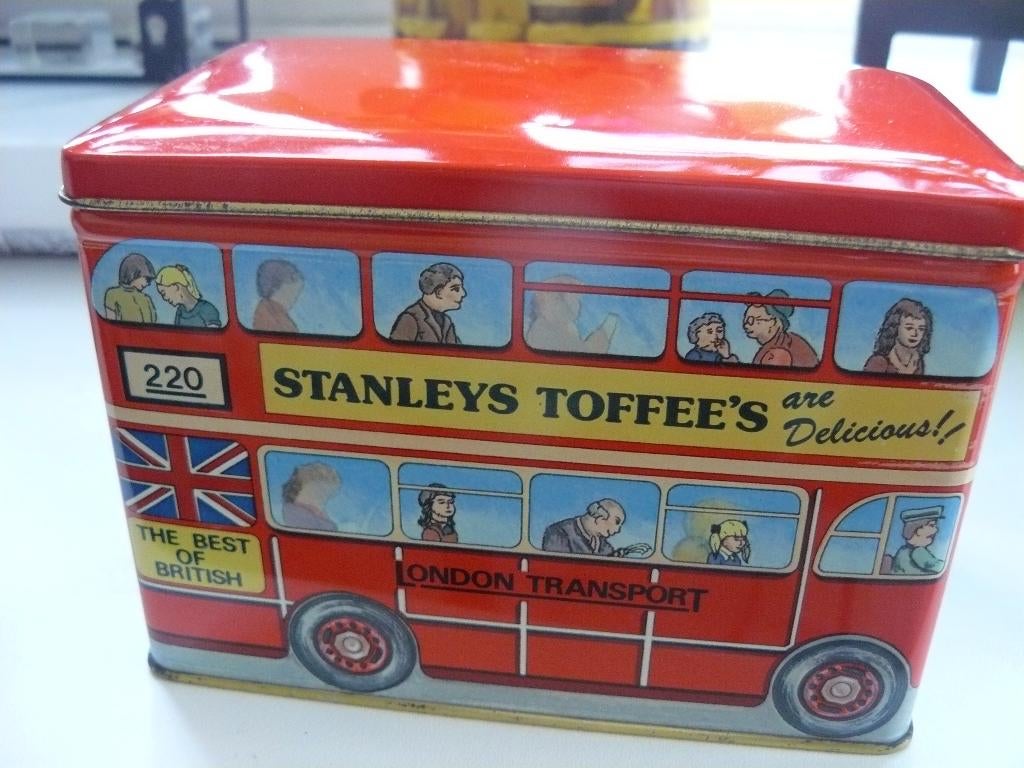 220
STANLEYS TOFFEE'S are
Delicious!!
THE BEST
OF
BRITISH
LONDON TRANSPORT